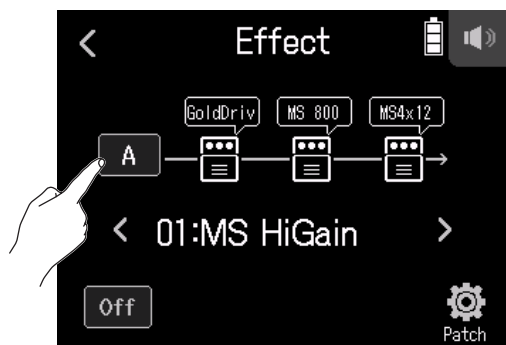 Effect
GoldDriv MS 800 MS4x12
A
01:MS HiGain
Off
Patch